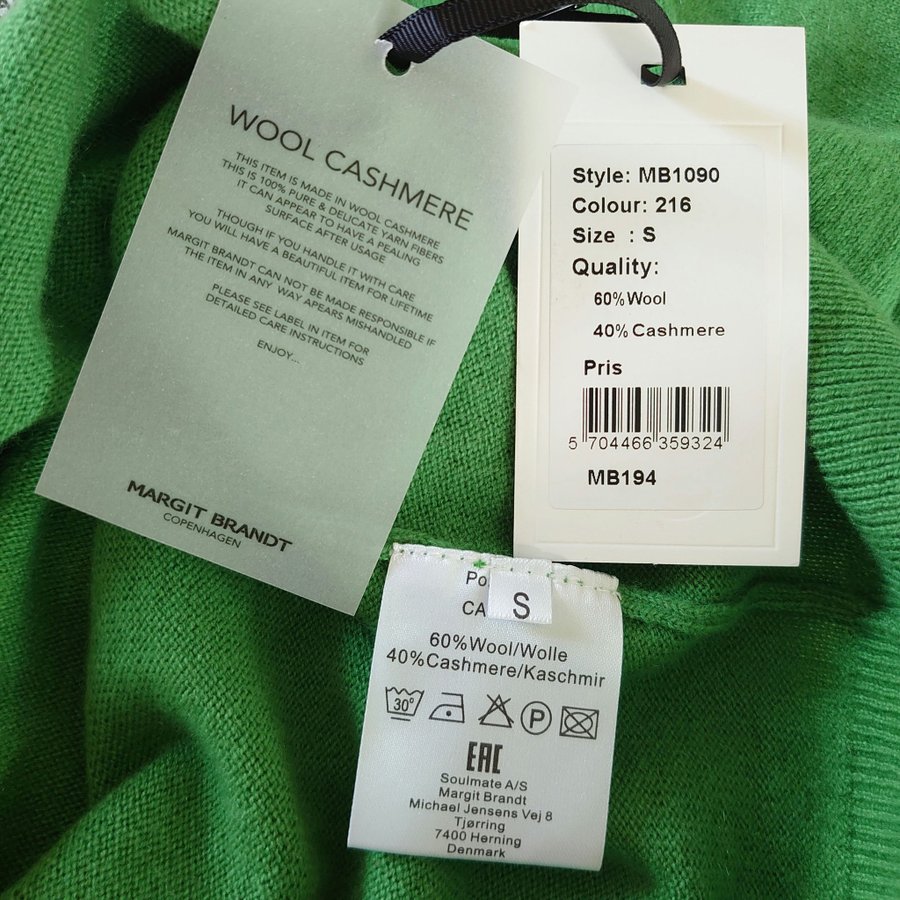 WOOL CASHMERE
THIS ITEM IS MADE IN WOOL CASHMERE
THIS IS 100% PURE & DELICATE YARN FIBERS
IT CAN APPEAR TO HAVE A PEALING
SURFACE AFTER USAGE
THOUGH IF YOU HANDLE IT WITH CARE
YOU WILL HAVE A BEAUTIFUL ITEM FOR LIFETIME
MARGIT BRANDT CAN NOT BE MADE RESPONSIBLE IF
THE ITEM IN ANY WAY APEARS MISHANDLED
PLEASE SEE LABEL IN ITEM FOR
DETAILED CARE INSTRUCTIONS
ENJOY...
MARGIT BRANDT
COPENHAGEN
Style: MB1090
Colour: 216
Size : S
Quality:
60%Wool
40% Cashmere
Pris
5 704466 359324
MB194
S
CA
60%Wool/Wolle
40%Cashmere/Kaschmir
30° P
EAC
Soulmate A/S
Margit Brandt
Michael Jensens Vej 8
Tjørring
7400 Herning
Denmark